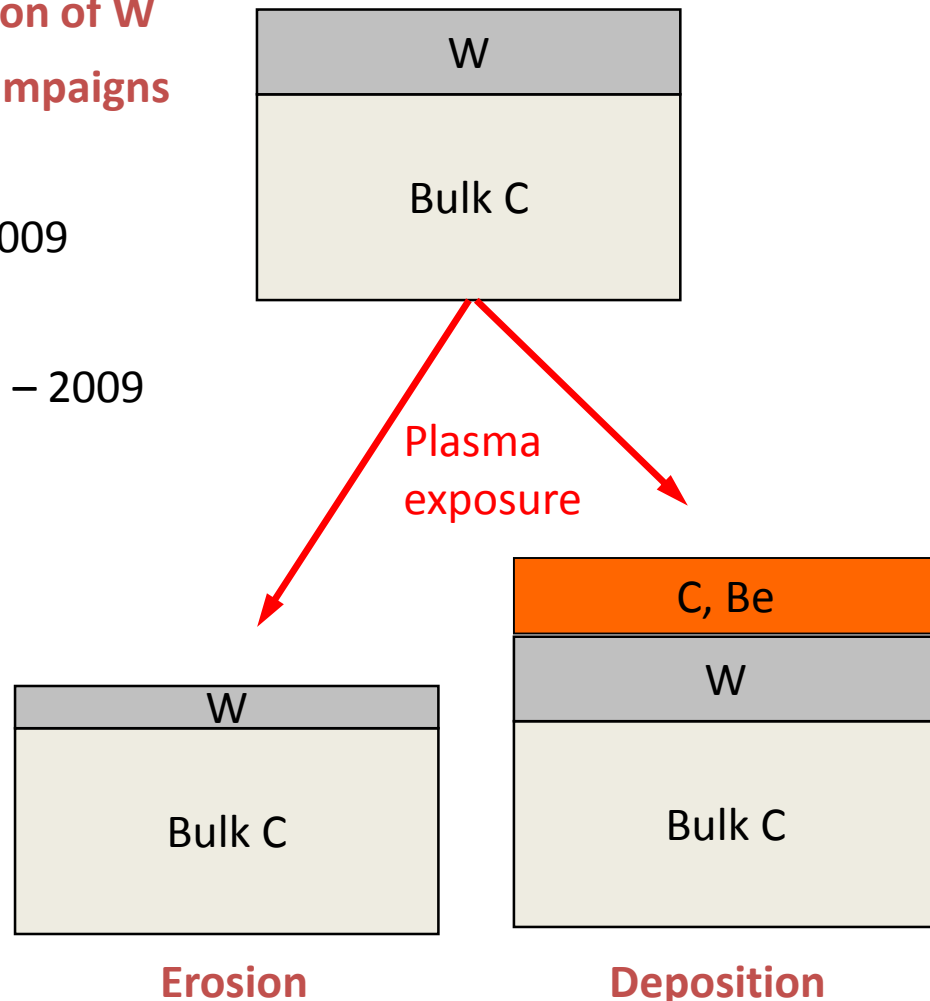 on of W
mpaigns
009
– 2009
W
Bulk C
Plasma
exposure
W
Bulk C
Erosion
C, Be
W
Bulk C
Deposition